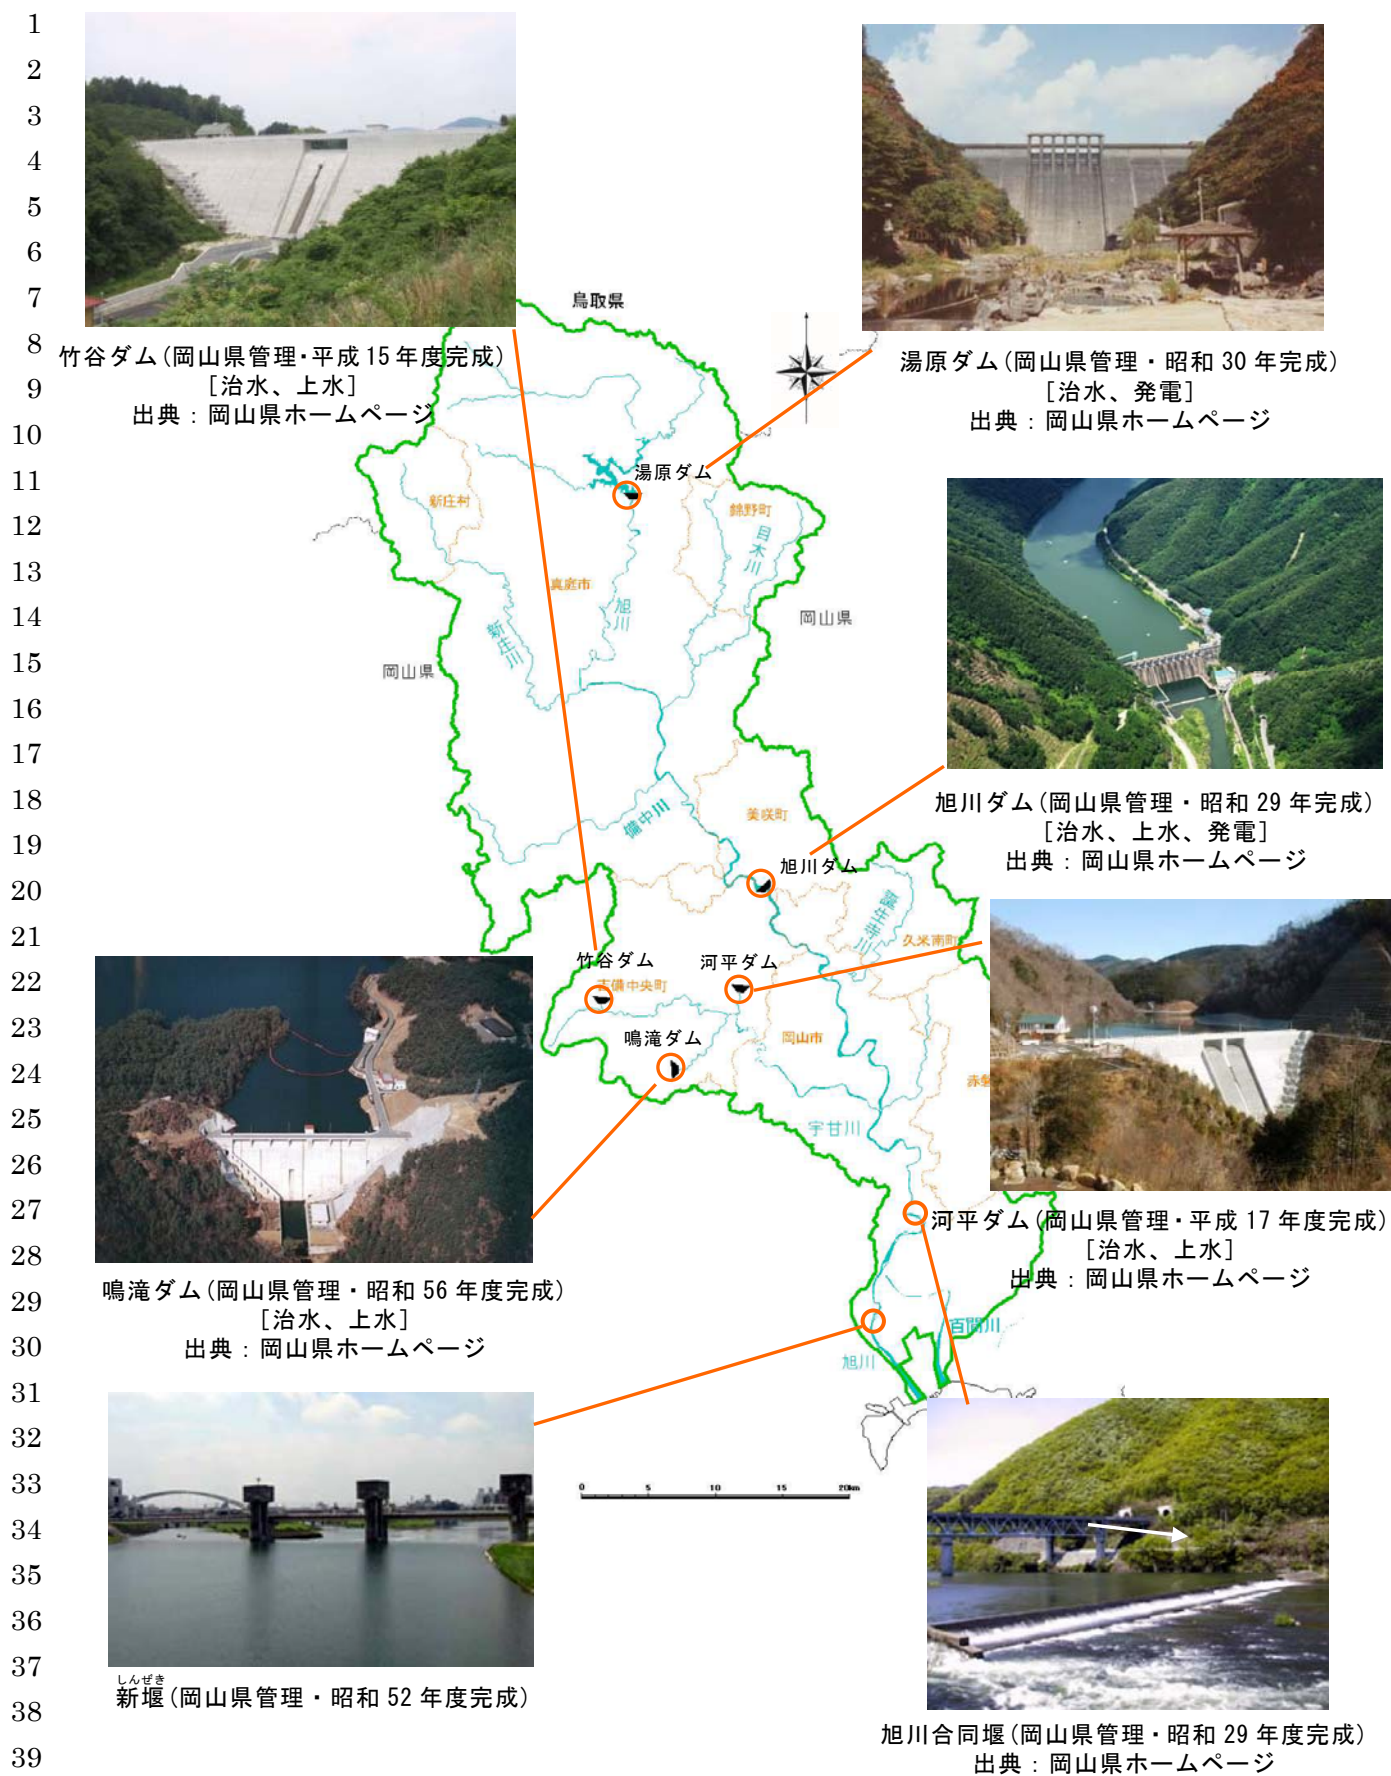 1
2
3
4
5
6
7
8
9
10
11
12
13
14
15
16
17
18
19
20
21
22
23
24
25
26
27
28
29
30
31
32
33
34
35
36
37
38
39
竹谷ダム(岡山県管理・平成15年度完成)
[治水、上水]
出典：岡山県ホームページ
湯原ダム(岡山県管理・昭和30年完成)
[治水、発電]
出典：岡山県ホームページ
鳥取県
湯原ダム
新庄村
鏡野町
目木川
真庭市
旭川
新庄川
岡山県
岡山県
旭川ダム(岡山県管理・昭和29年完成)
[治水、上水、発電]
出典：岡山県ホームページ
美咲町
備中川
旭川ダム
誕生寺川
久米南町
竹谷ダム
河平ダム
吉備中央町
鳴滝ダム
岡山市
宇甘川
河平ダム(岡山県管理・平成17年度完成)
[治水、上水]
出典：岡山県ホームページ
鳴滝ダム(岡山県管理・昭和56年度完成)
[治水、上水]
出典：岡山県ホームページ
百間川
旭川
0 5 10 15 20km
しんぜき
新堰(岡山県管理・昭和52年度完成)
旭川合同堰(岡山県管理・昭和29年度完成)
出典：岡山県ホームページ